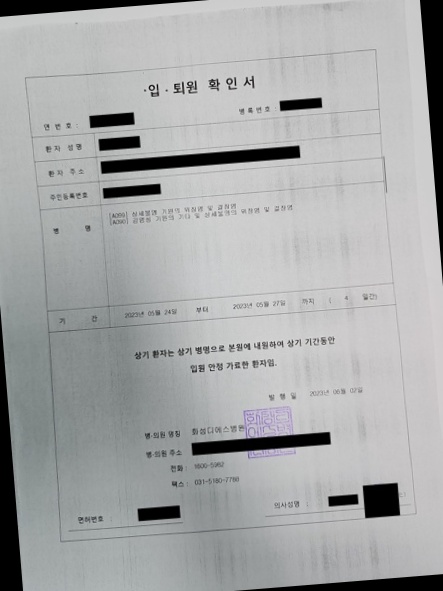 입 · 퇴원 확인서
연 번 호 :
병록번호 :
환자 성명
환자 주소
주민등록번호
병 명
[A099] 상세불명 기원의 위장염 및 결장염
[A090] 감염성 기원의 기타 및 상세불명의 위장염 및 결장염
기 간 2023년 05월 24일 부터 2023년 05월 27일 까지 ( 4 일간)
상기 환자는 상기 병명으로 본원에 내원하여 상기 기간동안
입원 안정 가료한 환자임.
발 행 일 2023년 06월 02일
병·의원 명칭 화성디에스병원
병·의원 주소
전화 : 1600-5962
팩스 : 031-5180-7788
면허번호 :
의사성명 :